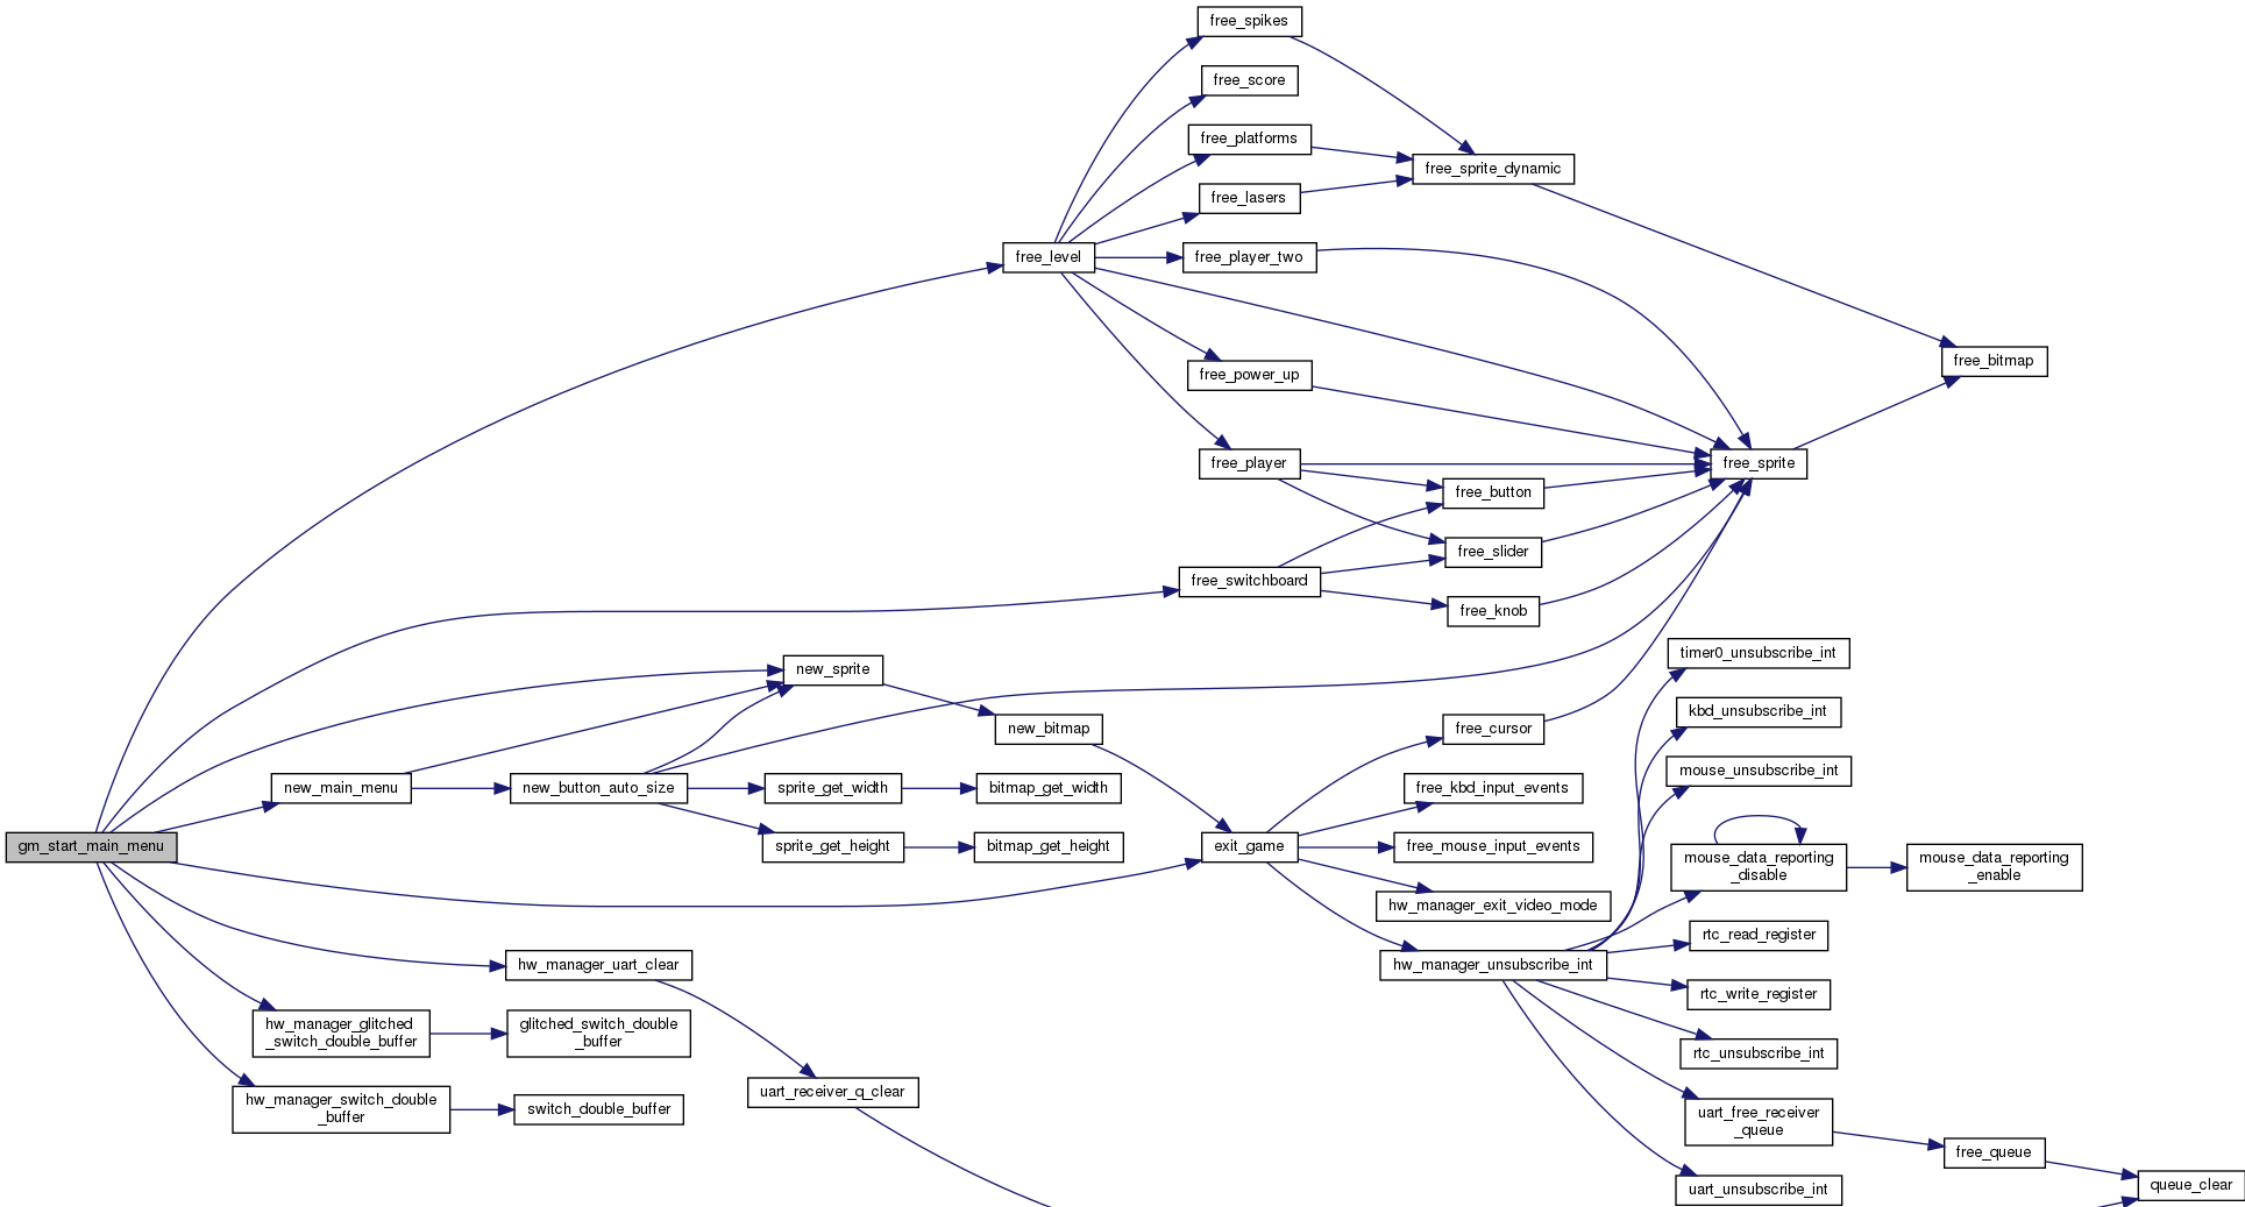 free_spikes
free_score
free_platforms
free_sprite_dynamic
free_lasers
free_level
free_player_two
free_bitmap
free_power_up
free_player
free_sprite
free_button
free_slider
free_switchboard
free_knob
timer0_unsubscribe_int
new_sprite
kbd_unsubscribe_int
new_bitmap
free_cursor
mouse_unsubscribe_int
new_main_menu
new_button_auto_size
sprite_get_width
bitmap_get_width
free_kbd_input_events
gm_start_main_menu
sprite_get_height
bitmap_get_height
exit_game
free_mouse_input_events
mouse_data_reporting
_disable
mouse_data_reporting
_enable
hw_manager_exit_video_mode
rtc_read_register
hw_manager_uart_clear
hw_manager_unsubscribe_int
rtc_write_register
hw_manager_glitched
_switch_double_buffer
glitched_switch_double
_buffer
rtc_unsubscribe_int
uart_receiver_q_clear
hw_manager_switch_double
_buffer
switch_double_buffer
uart_free_receiver
_queue
free_queue
uart_unsubscribe_int
queue_clear